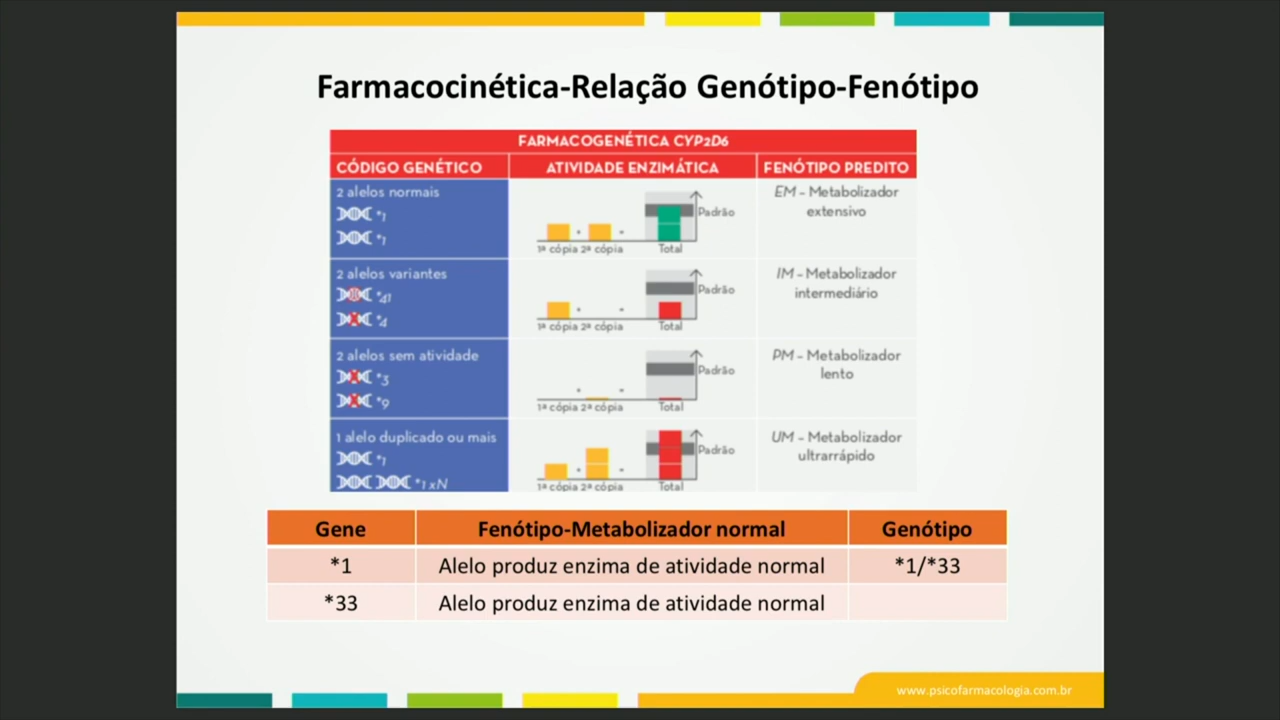 Farmacocinética-Relação Genótipo-Fenótipo
FARMACOGENÉTICA CYP2D6
CÓDIGO GENÉTICO ATIVIDADE ENZIMÁTICA FENÓTIPO PREDITO
2 alelos normais
*1
*1
Padrão
1ª cópia 2ª cópia Total
EM – Metabolizador
extensivo
2 alelos variantes
*41
*4
Padrão
1ª cópia 2ª cópia Total
IM – Metabolizador
intermediário
2 alelos sem atividade
*3
*9
Padrão
1ª cópia 2ª cópia Total
PM – Metabolizador
lento
1 alelo duplicado ou mais
*1
*1 xN
Padrão
1ª cópia 2ª cópia Total
UM – Metabolizador
ultrarrápido
Gene Fenótipo-Metabolizador normal Genótipo
*1 Alelo produz enzima de atividade normal *1/*33
*33 Alelo produz enzima de atividade normal
www.psicofarmacologia.com.br